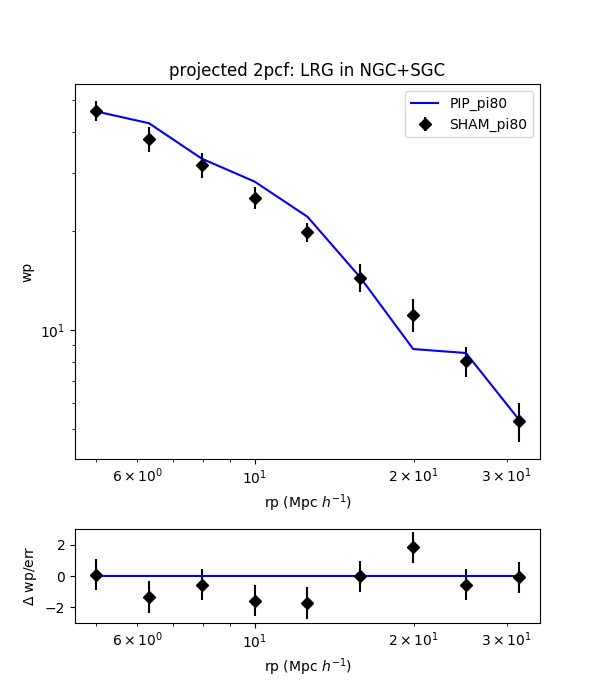 projected 2pcf: LRG in NGC+SGC
PIP_pi80
SHAM_pi80
wp
10¹
6 × 10⁰
10¹
2 × 10¹
3 × 10¹
rp (Mpc h⁻¹)
Δ wp/err
2
0
−2
6 × 10⁰
10¹
2 × 10¹
3 × 10¹
rp (Mpc h⁻¹)